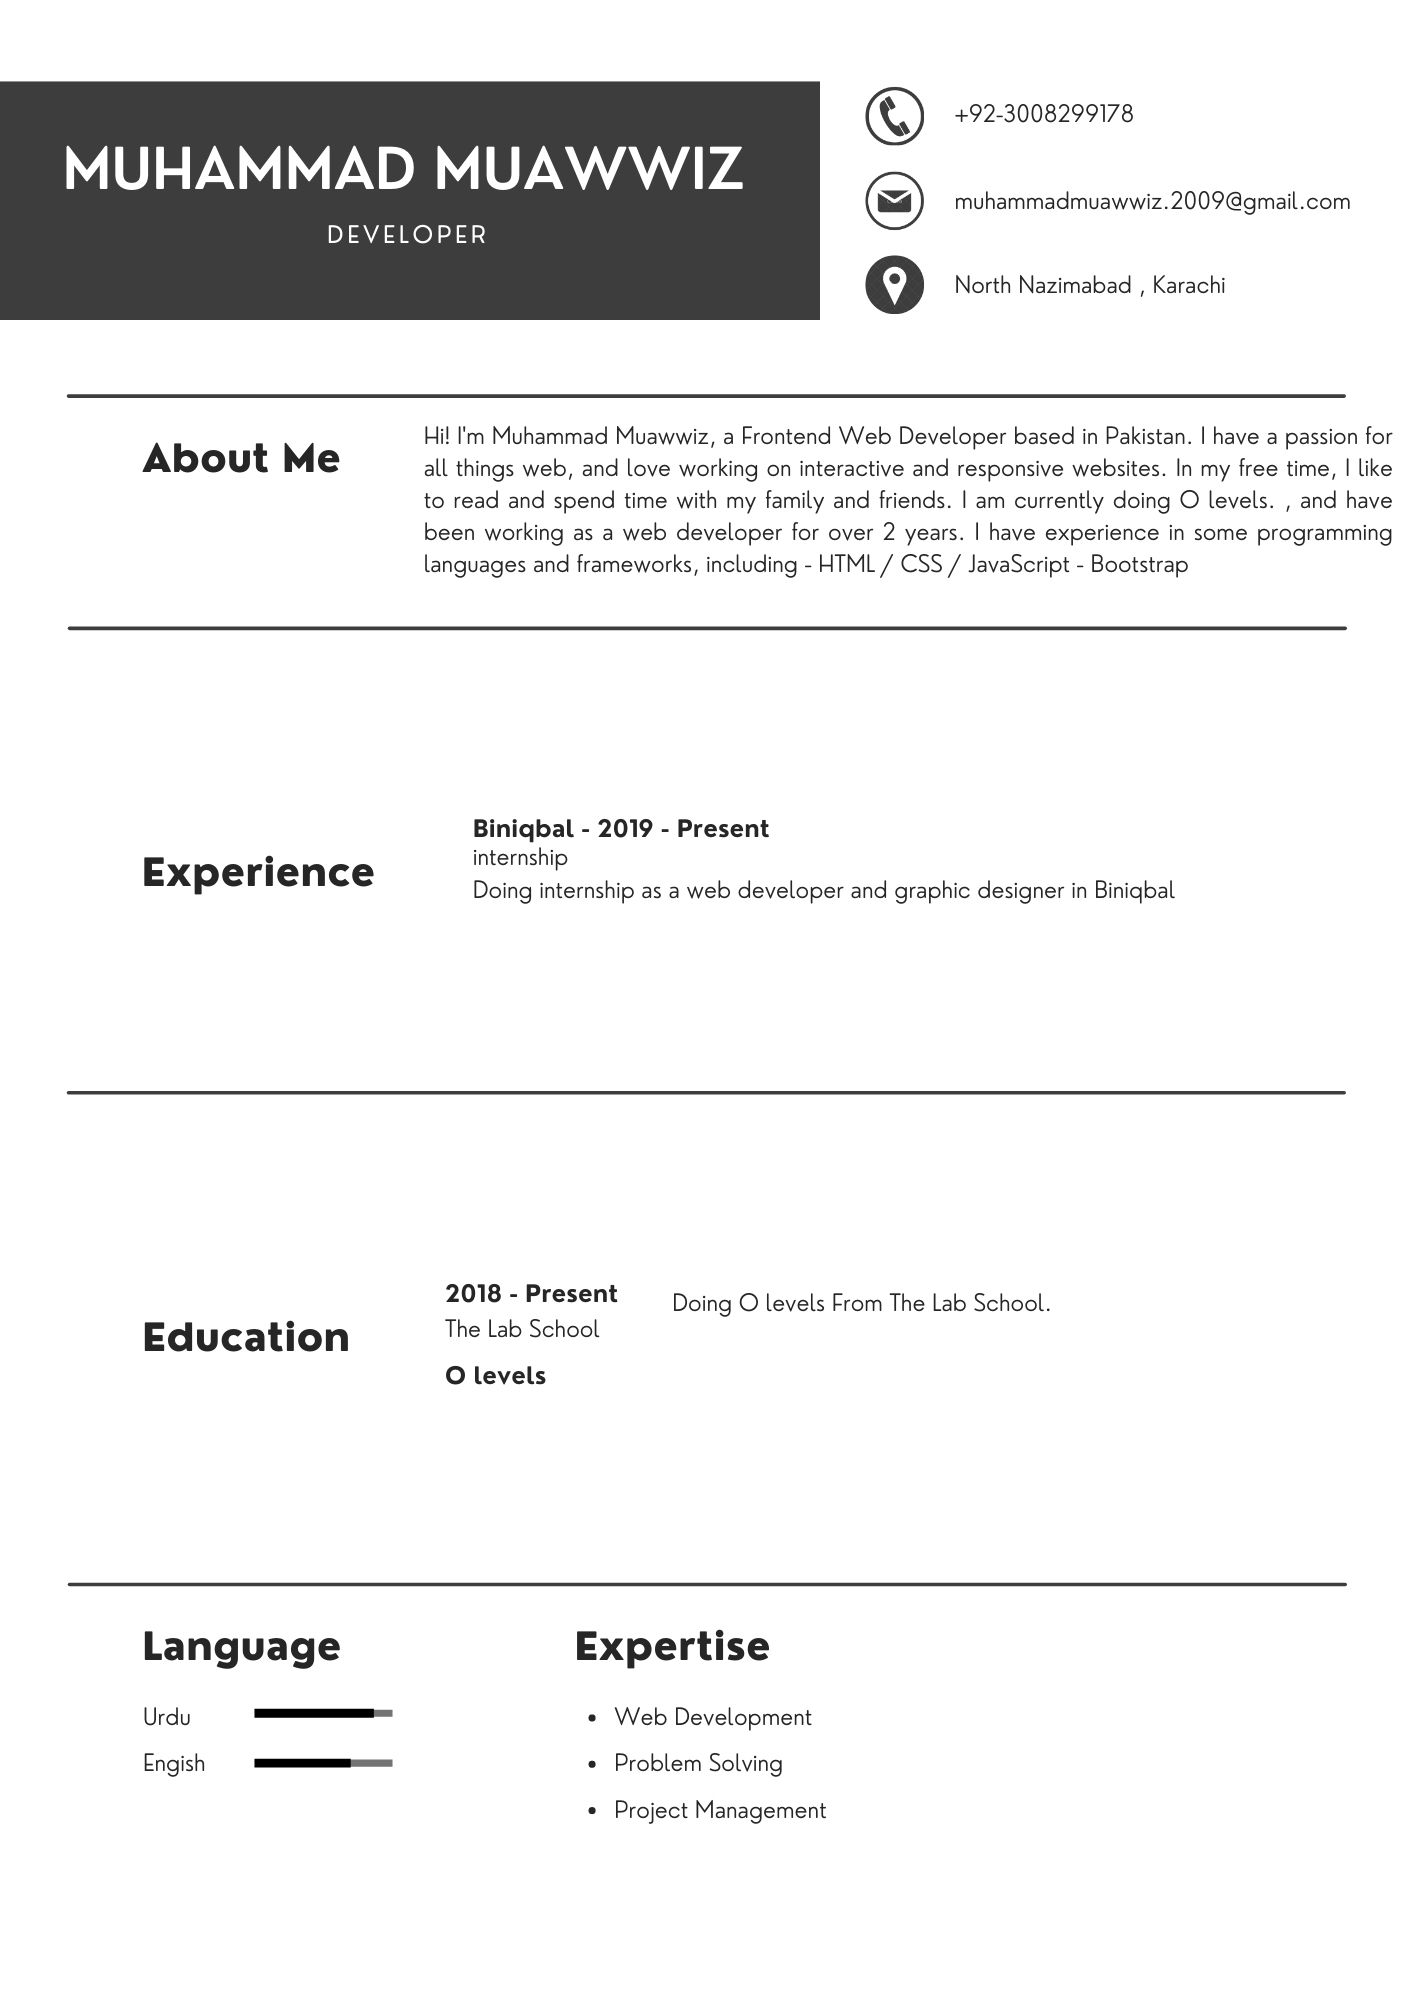 MUHAMMAD MUAWWIZ
DEVELOPER
+92-3008299178
muhammadmuawwiz.2009@gmail.com
North Nazimabad , Karachi
About Me
Hi! I'm Muhammad Muawwiz, a Frontend Web Developer based in Pakistan. I have a passion for
all things web, and love working on interactive and responsive websites. In my free time, I like
to read and spend time with my family and friends. I am currently doing O levels. , and have
been working as a web developer for over 2 years. I have experience in some programming
languages and frameworks, including - HTML / CSS / JavaScript - Bootstrap
Experience
Biniqbal - 2019 - Present
internship
Doing internship as a web developer and graphic designer in Biniqbal
Education
2018 - Present
The Lab School
O levels
Doing O levels From The Lab School.
Language
Urdu
Engish
Expertise
• Web Development
• Problem Solving
• Project Management